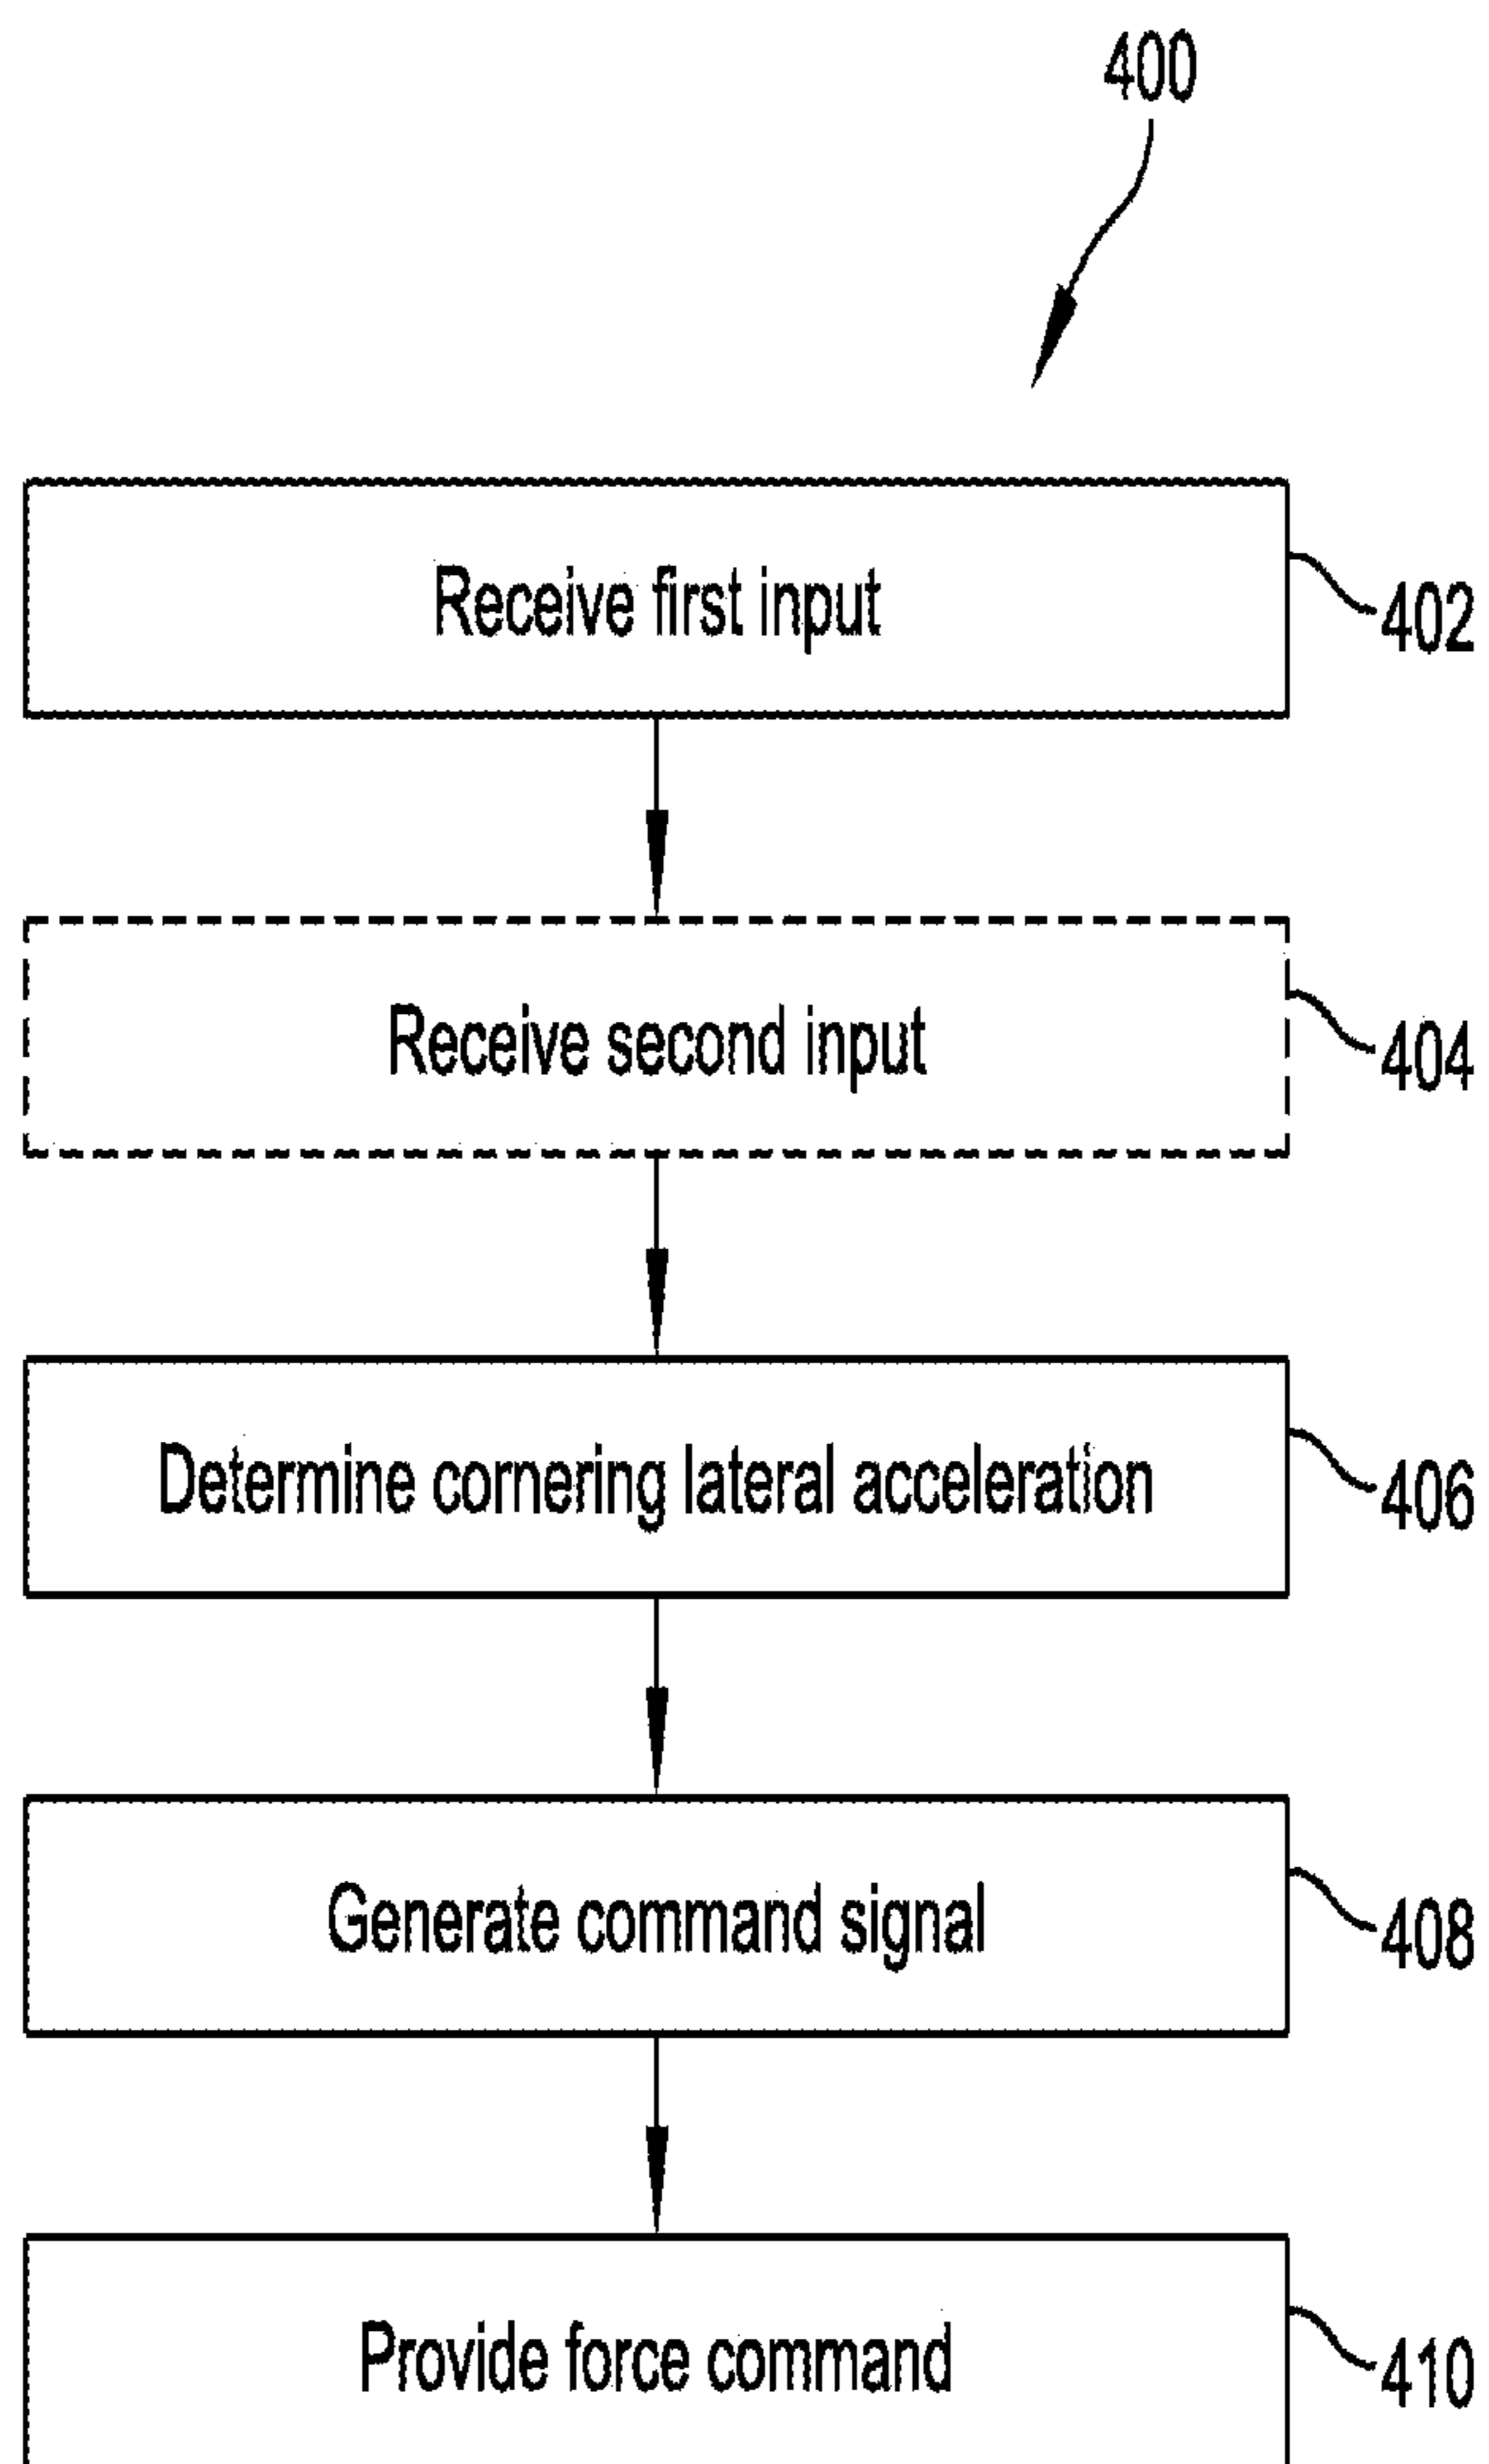 400
Receive first input
402
Receive second input
404
Determine cornering lateral acceleration
406
Generate command signal
408
Provide force command
410